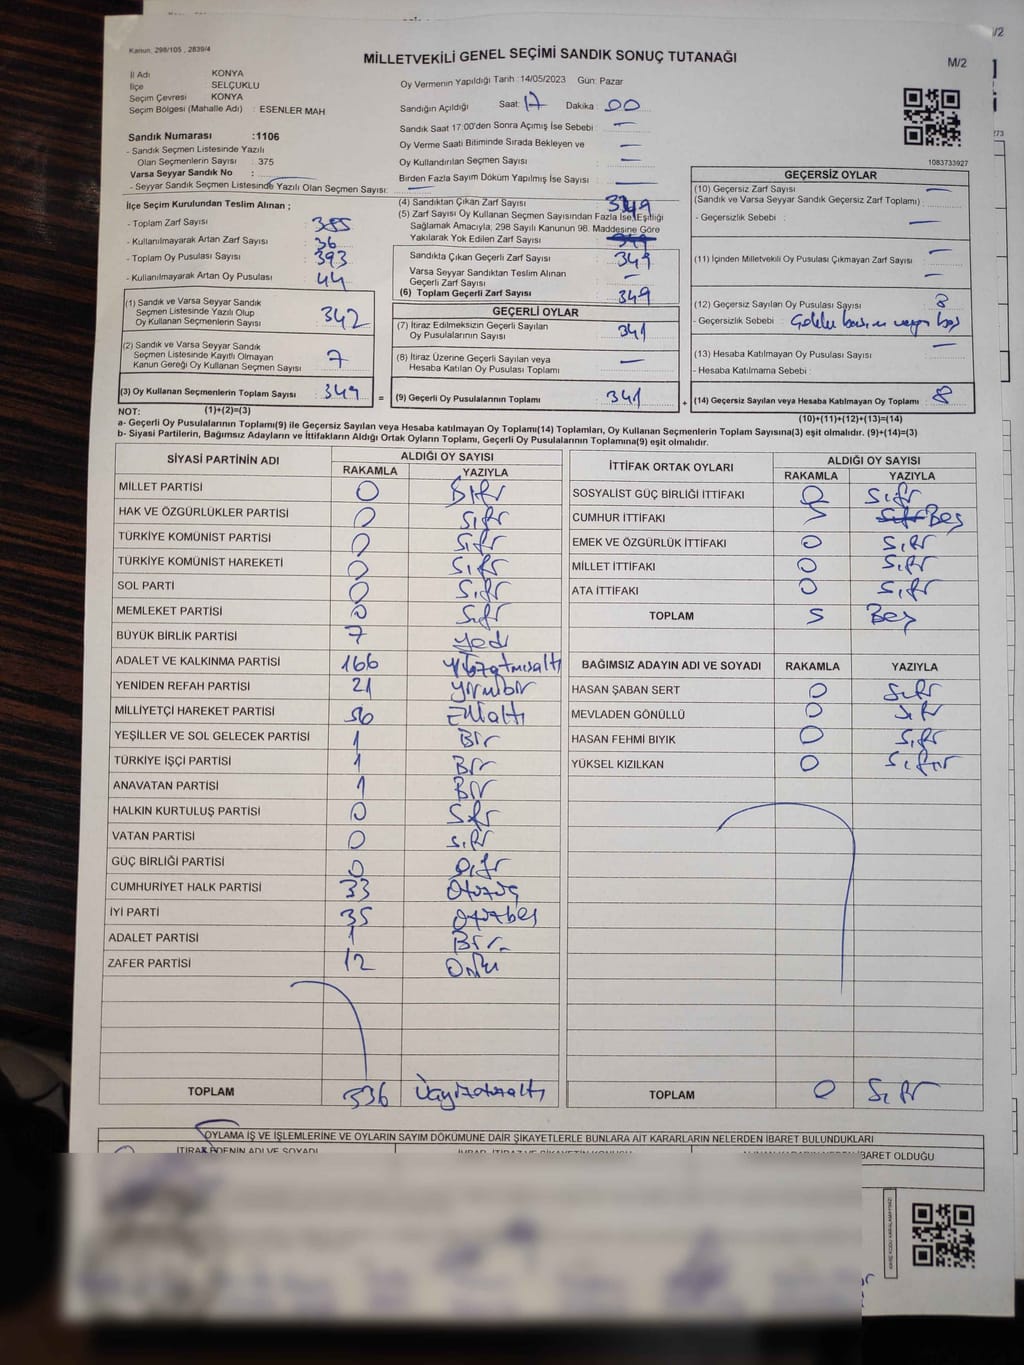 Kanun: 298/105 , 2839/4
MİLLETVEKİLİ GENEL SEÇİMİ SANDIK SONUÇ TUTANAĞI
M/2
İl Adı KONYA
İlçe SELÇUKLU
Seçim Çevresi KONYA
Seçim Bölgesi (Mahalle Adı) : ESENLER MAH
Sandık Numarası :1106
- Sandık Seçmen Listesinde Yazılı
Olan Seçmenlerin Sayısı : 375
Varsa Seyyar Sandık No :
- Seyyar Sandık Seçmen Listesinde Yazılı Olan Seçmen Sayısı:
Oy Vermenin Yapıldığı Tarih :14/05/2023 Gün: Pazar
Sandığın Açıldığı Saat: 17 Dakika : 00
Sandık Saat 17:00'den Sonra Açımış İse Sebebi : —
Oy Verme Saati Bitiminde Sırada Bekleyen ve
Oy Kullandırılan Seçmen Sayısı : —
Birden Fazla Sayım Döküm Yapılmış İse Sayısı : —
1083733927
İlçe Seçim Kurulundan Teslim Alınan ;
- Toplam Zarf Sayısı : 385
- Kullanılmayarak Artan Zarf Sayısı : 36
- Toplam Oy Pusulası Sayısı : 393
- Kullanılmayarak Artan Oy Pusulası : 44
(1) Sandık ve Varsa Seyyar Sandık
Seçmen Listesinde Yazılı Olup
Oy Kullanan Seçmenlerin Sayısı : 342
(2) Sandık ve Varsa Seyyar Sandık
Seçmen Listesinde Kayıtlı Olmayan
Kanun Gereği Oy Kullanan Seçmen Sayısı : 7
(3) Oy Kullanan Seçmenlerin Toplam Sayısı : 349
(4) Sandıktan Çıkan Zarf Sayısı : 349
(5) Zarf Sayısı Oy Kullanan Seçmen Sayısından Fazla İse, Eşitliği
Sağlamak Amacıyla, 298 Sayılı Kanunun 98. Maddesine Göre
Yakılarak Yok Edilen Zarf Sayısı : 349
Sandıkta Çıkan Geçerli Zarf Sayısı : 349
Varsa Seyyar Sandıktan Teslim Alınan
Geçerli Zarf Sayısı : —
(6) Toplam Geçerli Zarf Sayısı : 349
GEÇERLİ OYLAR
(7) İtiraz Edilmeksizin Geçerli Sayılan
Oy Pusulalarının Sayısı : 341
(8) İtiraz Üzerine Geçerli Sayılan veya
Hesaba Katılan Oy Pusulası Toplamı : —
= (9) Geçerli Oy Pusulalarının Toplamı : 341
GEÇERSİZ OYLAR
(10) Geçersiz Zarf Sayısı : —
(Sandık ve Varsa Seyyar Sandık Geçersiz Zarf Toplamı) :
- Geçersizlik Sebebi : —
(11) İçinden Milletvekili Oy Pusulası Çıkmayan Zarf Sayısı : —
(12) Geçersiz Sayılan Oy Pusulası Sayısı : 8
- Geçersizlik Sebebi :
(13) Hesaba Katılmayan Oy Pusulası Sayısı : —
- Hesaba Katılmama Sebebi :
+ (14) Geçersiz Sayılan veya Hesaba Katılmayan Oy Toplamı : 8
NOT: (1)+(2)=(3)
(10)+(11)+(12)+(13)=(14)
a- Geçerli Oy Pusulalarının Toplamı(9) ile Geçersiz Sayılan veya Hesaba katılmayan Oy Toplamı(14) Toplamları, Oy Kullanan Seçmenlerin Toplam Sayısına(3) eşit olmalıdır. (9)+(14)=(3)
b- Siyasi Partilerin, Bağımsız Adayların ve İttifakların Aldığı Ortak Oyların Toplamı, Geçerli Oy Pusulalarının Toplamına(9) eşit olmalıdır.
SİYASİ PARTİNİN ADI ALDIĞI OY SAYISI
RAKAMLA YAZIYLA
MİLLET PARTİSİ 0 Sıfır
HAK VE ÖZGÜRLÜKLER PARTİSİ 0 Sıfır
TÜRKİYE KOMÜNİST PARTİSİ 0 Sıfır
TÜRKİYE KOMÜNİST HAREKETİ 0 Sıfır
SOL PARTİ 0 Sıfır
MEMLEKET PARTİSİ 0 Sıfır
BÜYÜK BİRLİK PARTİSİ 7 Yedi
ADALET VE KALKINMA PARTİSİ 166 Yüzatmışaltı
YENİDEN REFAH PARTİSİ 21 Yirmibir
MİLLİYETÇİ HAREKET PARTİSİ 56 Ellialtı
YEŞİLLER VE SOL GELECEK PARTİSİ 1 Bir
TÜRKİYE İŞÇİ PARTİSİ 1 Bir
ANAVATAN PARTİSİ 1 Bir
HALKIN KURTULUŞ PARTİSİ 0 Sıfır
VATAN PARTİSİ 0 Sıfır
GÜÇ BİRLİĞİ PARTİSİ 0 Sıfır
CUMHURİYET HALK PARTİSİ 33 Otuzüç
İYİ PARTİ 35 Otuzbeş
ADALET PARTİSİ 1 Bir
ZAFER PARTİSİ 12 Oniki
TOPLAM 336 Üçyüzotuzaltı
İTTİFAK ORTAK OYLARI ALDIĞI OY SAYISI
RAKAMLA YAZIYLA
SOSYALİST GÜÇ BİRLİĞİ İTTİFAKI 0 Sıfır
CUMHUR İTTİFAKI 5 Sıfır Beş
EMEK VE ÖZGÜRLÜK İTTİFAKI 0 Sıfır
MİLLET İTTİFAKI 0 Sıfır
ATA İTTİFAKI 0 Sıfır
TOPLAM 5 Beş
BAĞIMSIZ ADAYIN ADI VE SOYADI RAKAMLA YAZIYLA
HASAN ŞABAN SERT 0 Sıfır
MEVLADEN GÖNÜLLÜ 0 Sıfır
HASAN FEHMİ BIYIK 0 Sıfır
YÜKSEL KIZILKAN 0 Sıfır
TOPLAM 0 Sıfır
OYLAMA İŞ VE İŞLEMLERİNE VE OYLARIN SAYIM DÖKÜMÜNE DAİR ŞİKAYETLERLE BUNLARA AİT KARARLARIN NELERDEN İBARET BULUNDUKLARI
İTİRAZ EDENİN ADI VE SOYADI
İBARET OLDUĞU